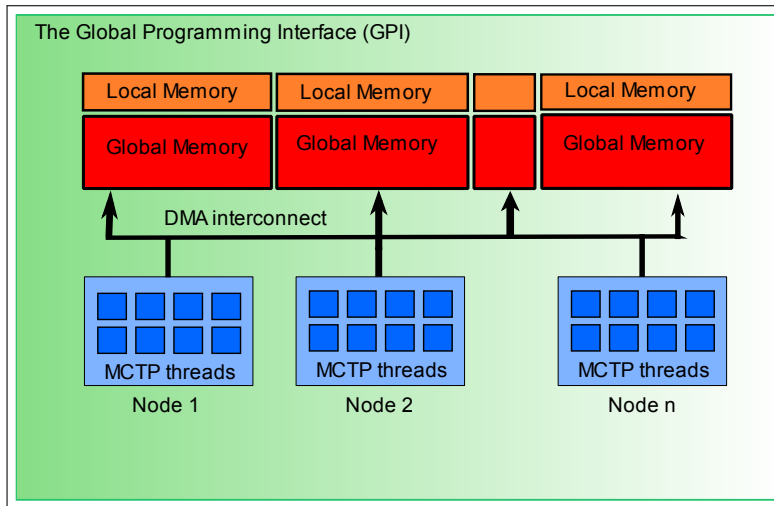 The Global Programming Interface (GPI)
Local Memory
Local Memory
Local Memory
Global Memory
Global Memory
Global Memory
DMA interconnect
MCTP threads
MCTP threads
MCTP threads
Node 1
Node 2
Node n